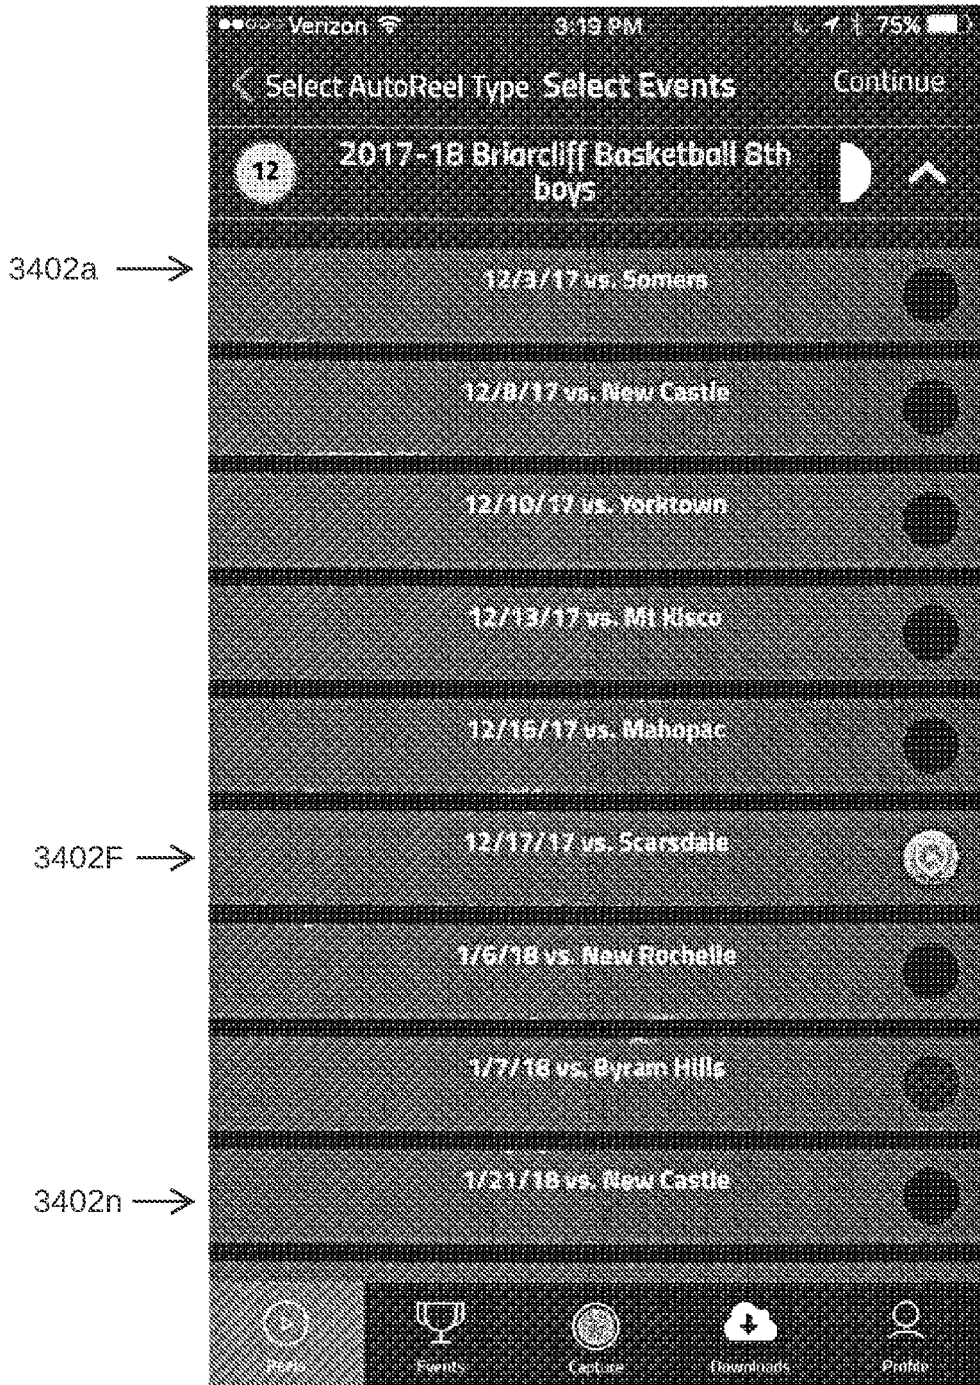 Verizon 3:19 PM 75%
Select AutoReel Type Select Events Continue
12 2017-18 Briarcliff Basketball 8th
boys
3402a
12/3/17 vs. Somers
12/8/17 vs. New Castle
12/10/17 vs. Yorktown
12/13/17 vs. Mt Kisco
12/16/17 vs. Mahopac
3402F
12/17/17 vs. Scarsdale
1/6/18 vs. New Rochelle
1/7/18 vs. Byram Hills
3402n
1/21/18 vs. New Castle
Reels Events Capture Downloads Profile